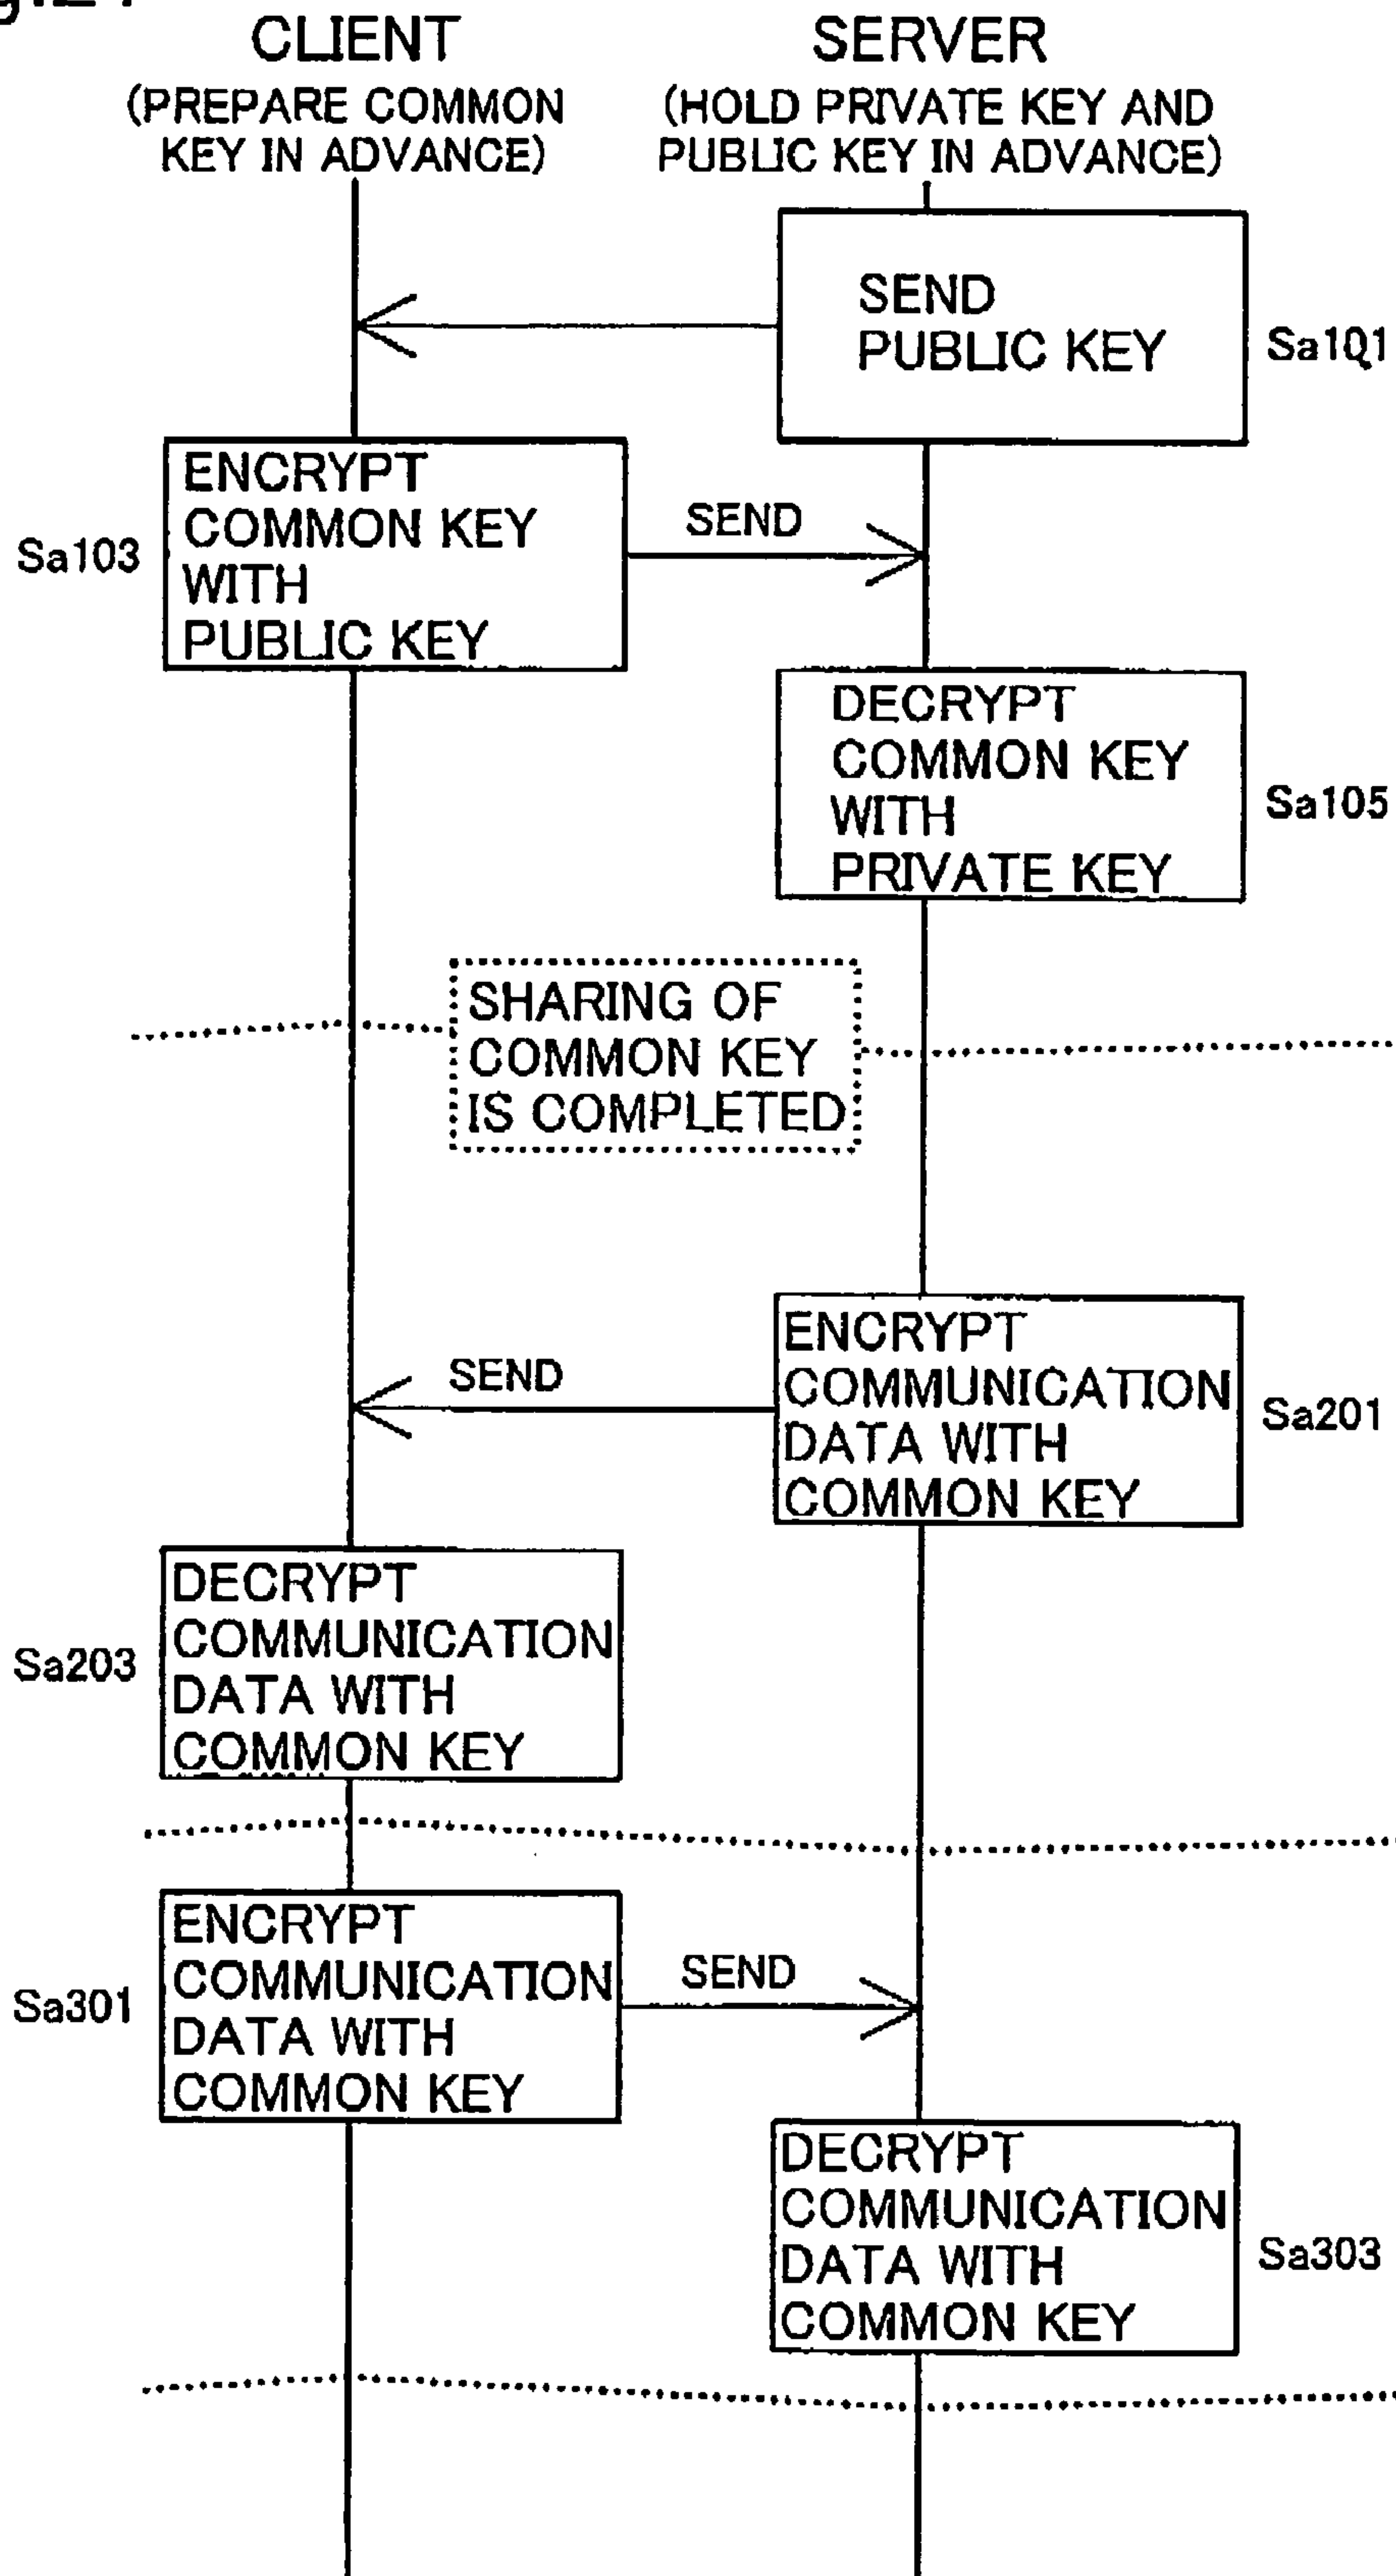 CLIENT
(PREPARE COMMON
KEY IN ADVANCE)
SERVER
(HOLD PRIVATE KEY AND
PUBLIC KEY IN ADVANCE)
SEND
PUBLIC KEY
Sa101
Sa103
ENCRYPT
COMMON KEY
WITH
PUBLIC KEY
SEND
DECRYPT
COMMON KEY
WITH
PRIVATE KEY
Sa105
SHARING OF
COMMON KEY
IS COMPLETED
SEND
ENCRYPT
COMMUNICATION
DATA WITH
COMMON KEY
Sa201
Sa203
DECRYPT
COMMUNICATION
DATA WITH
COMMON KEY
Sa301
ENCRYPT
COMMUNICATION
DATA WITH
COMMON KEY
SEND
DECRYPT
COMMUNICATION
DATA WITH
COMMON KEY
Sa303